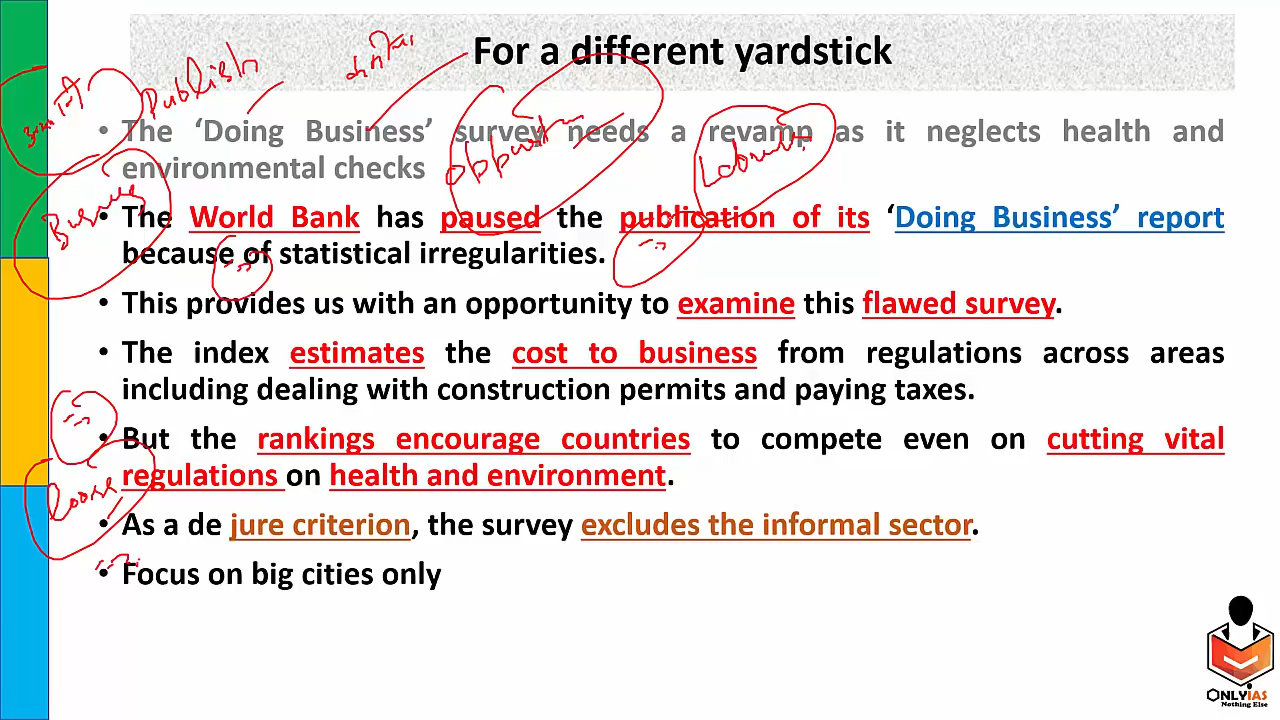 For a different yardstick
Publish
• The ‘Doing Business’ survey needs a revamp as it neglects health and
environmental checks
Business
• The World Bank has paused the publication of its ‘Doing Business’ report
because of statistical irregularities.
• This provides us with an opportunity to examine this flawed survey.
• The index estimates the cost to business from regulations across areas
including dealing with construction permits and paying taxes.
• But the rankings encourage countries to compete even on cutting vital
regulations on health and environment.
• As a de jure criterion, the survey excludes the informal sector.
• Focus on big cities only
ONLYIAS
Nothing Else